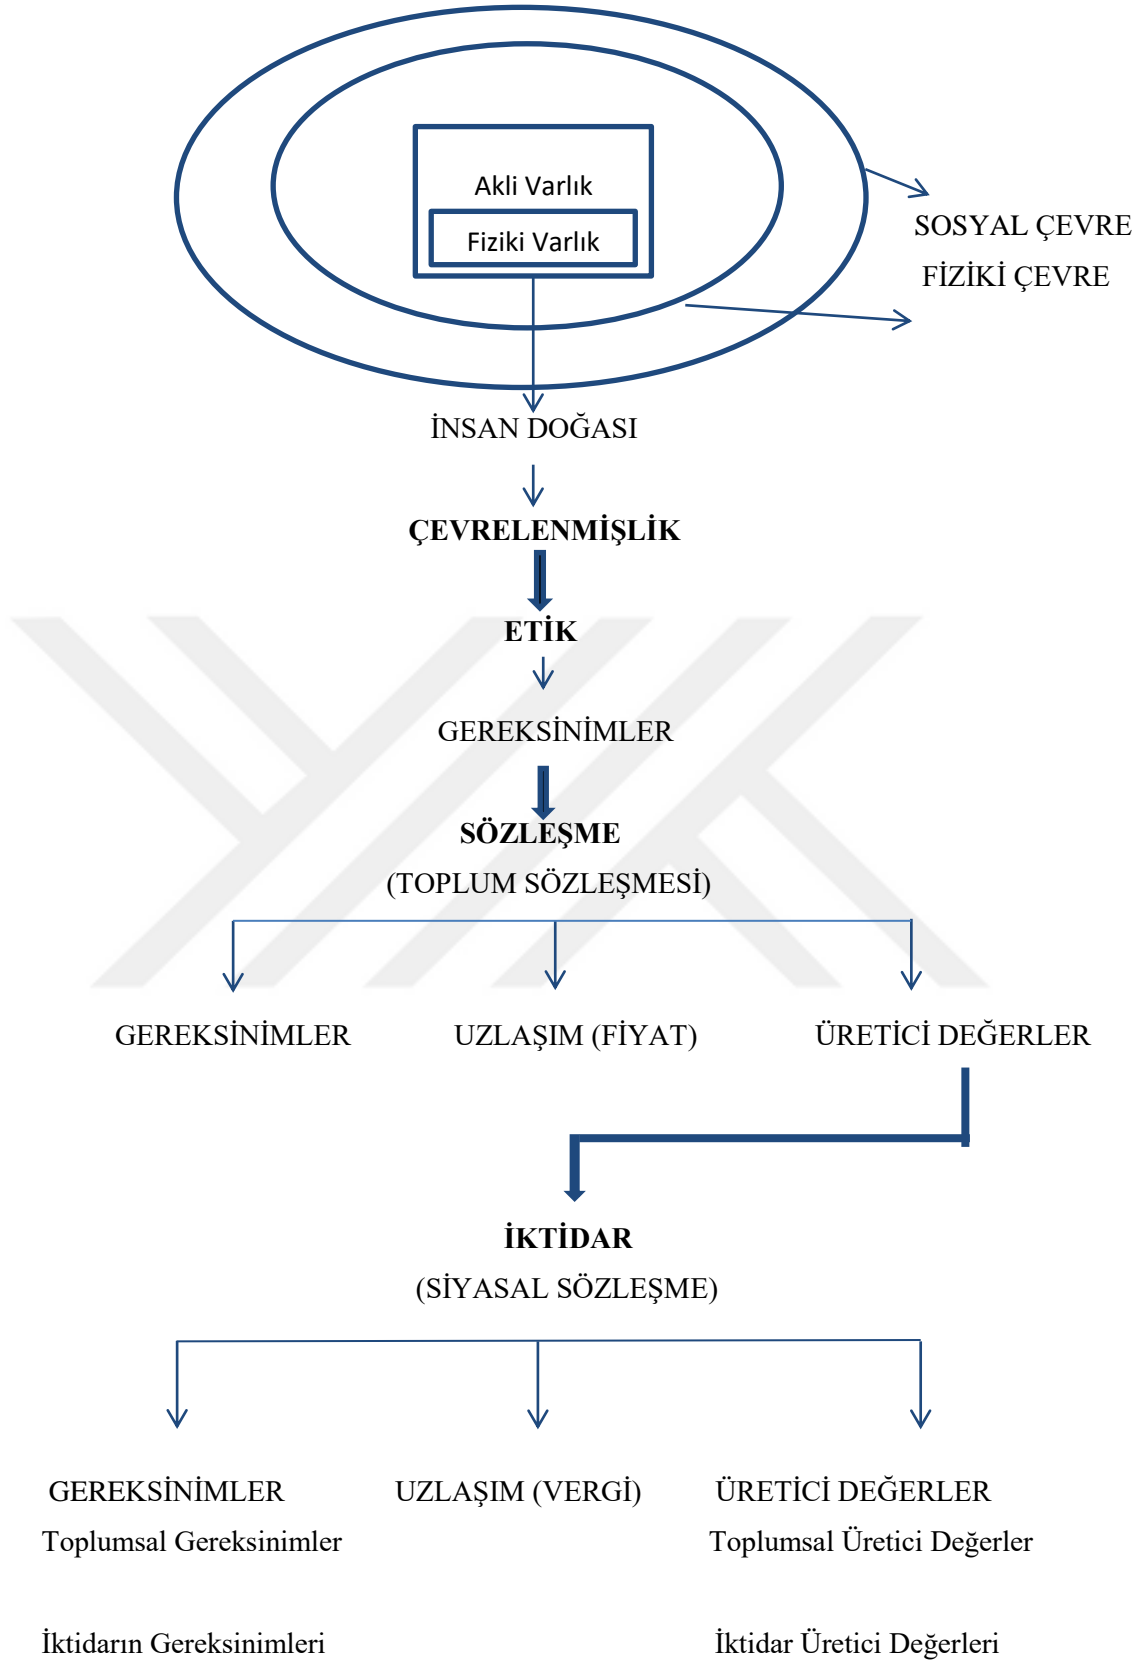 Akli Varlık
Fiziki Varlık
SOSYAL ÇEVRE
FİZİKİ ÇEVRE
İNSAN DOĞASI
ÇEVRELENMİŞLİK
ETİK
GEREKSİNİMLER
SÖZLEŞME
(TOPLUM SÖZLEŞMESİ)
GEREKSİNİMLER UZLAŞIM (FİYAT) ÜRETİCİ DEĞERLER
İKTİDAR
(SİYASAL SÖZLEŞME)
GEREKSİNİMLER UZLAŞIM (VERGİ) ÜRETİCİ DEĞERLER
Toplumsal Gereksinimler Toplumsal Üretici Değerler
İktidarın Gereksinimleri İktidar Üretici Değerleri